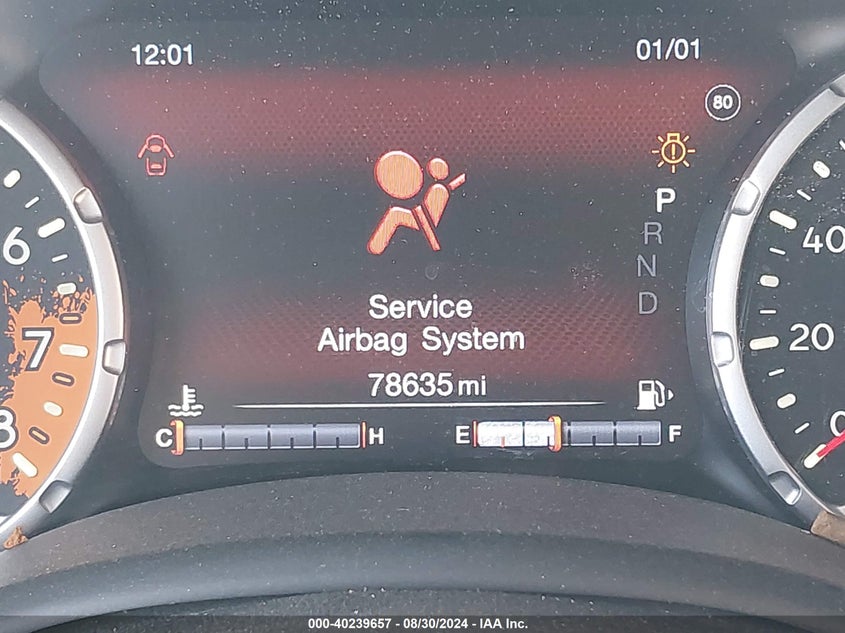 12:01
01/01
80
P
R
N
D
6
7
8
40
20
0
Service
Airbag System
78635 mi
C H
E F
000-40239657 - 08/30/2024 - IAA Inc.